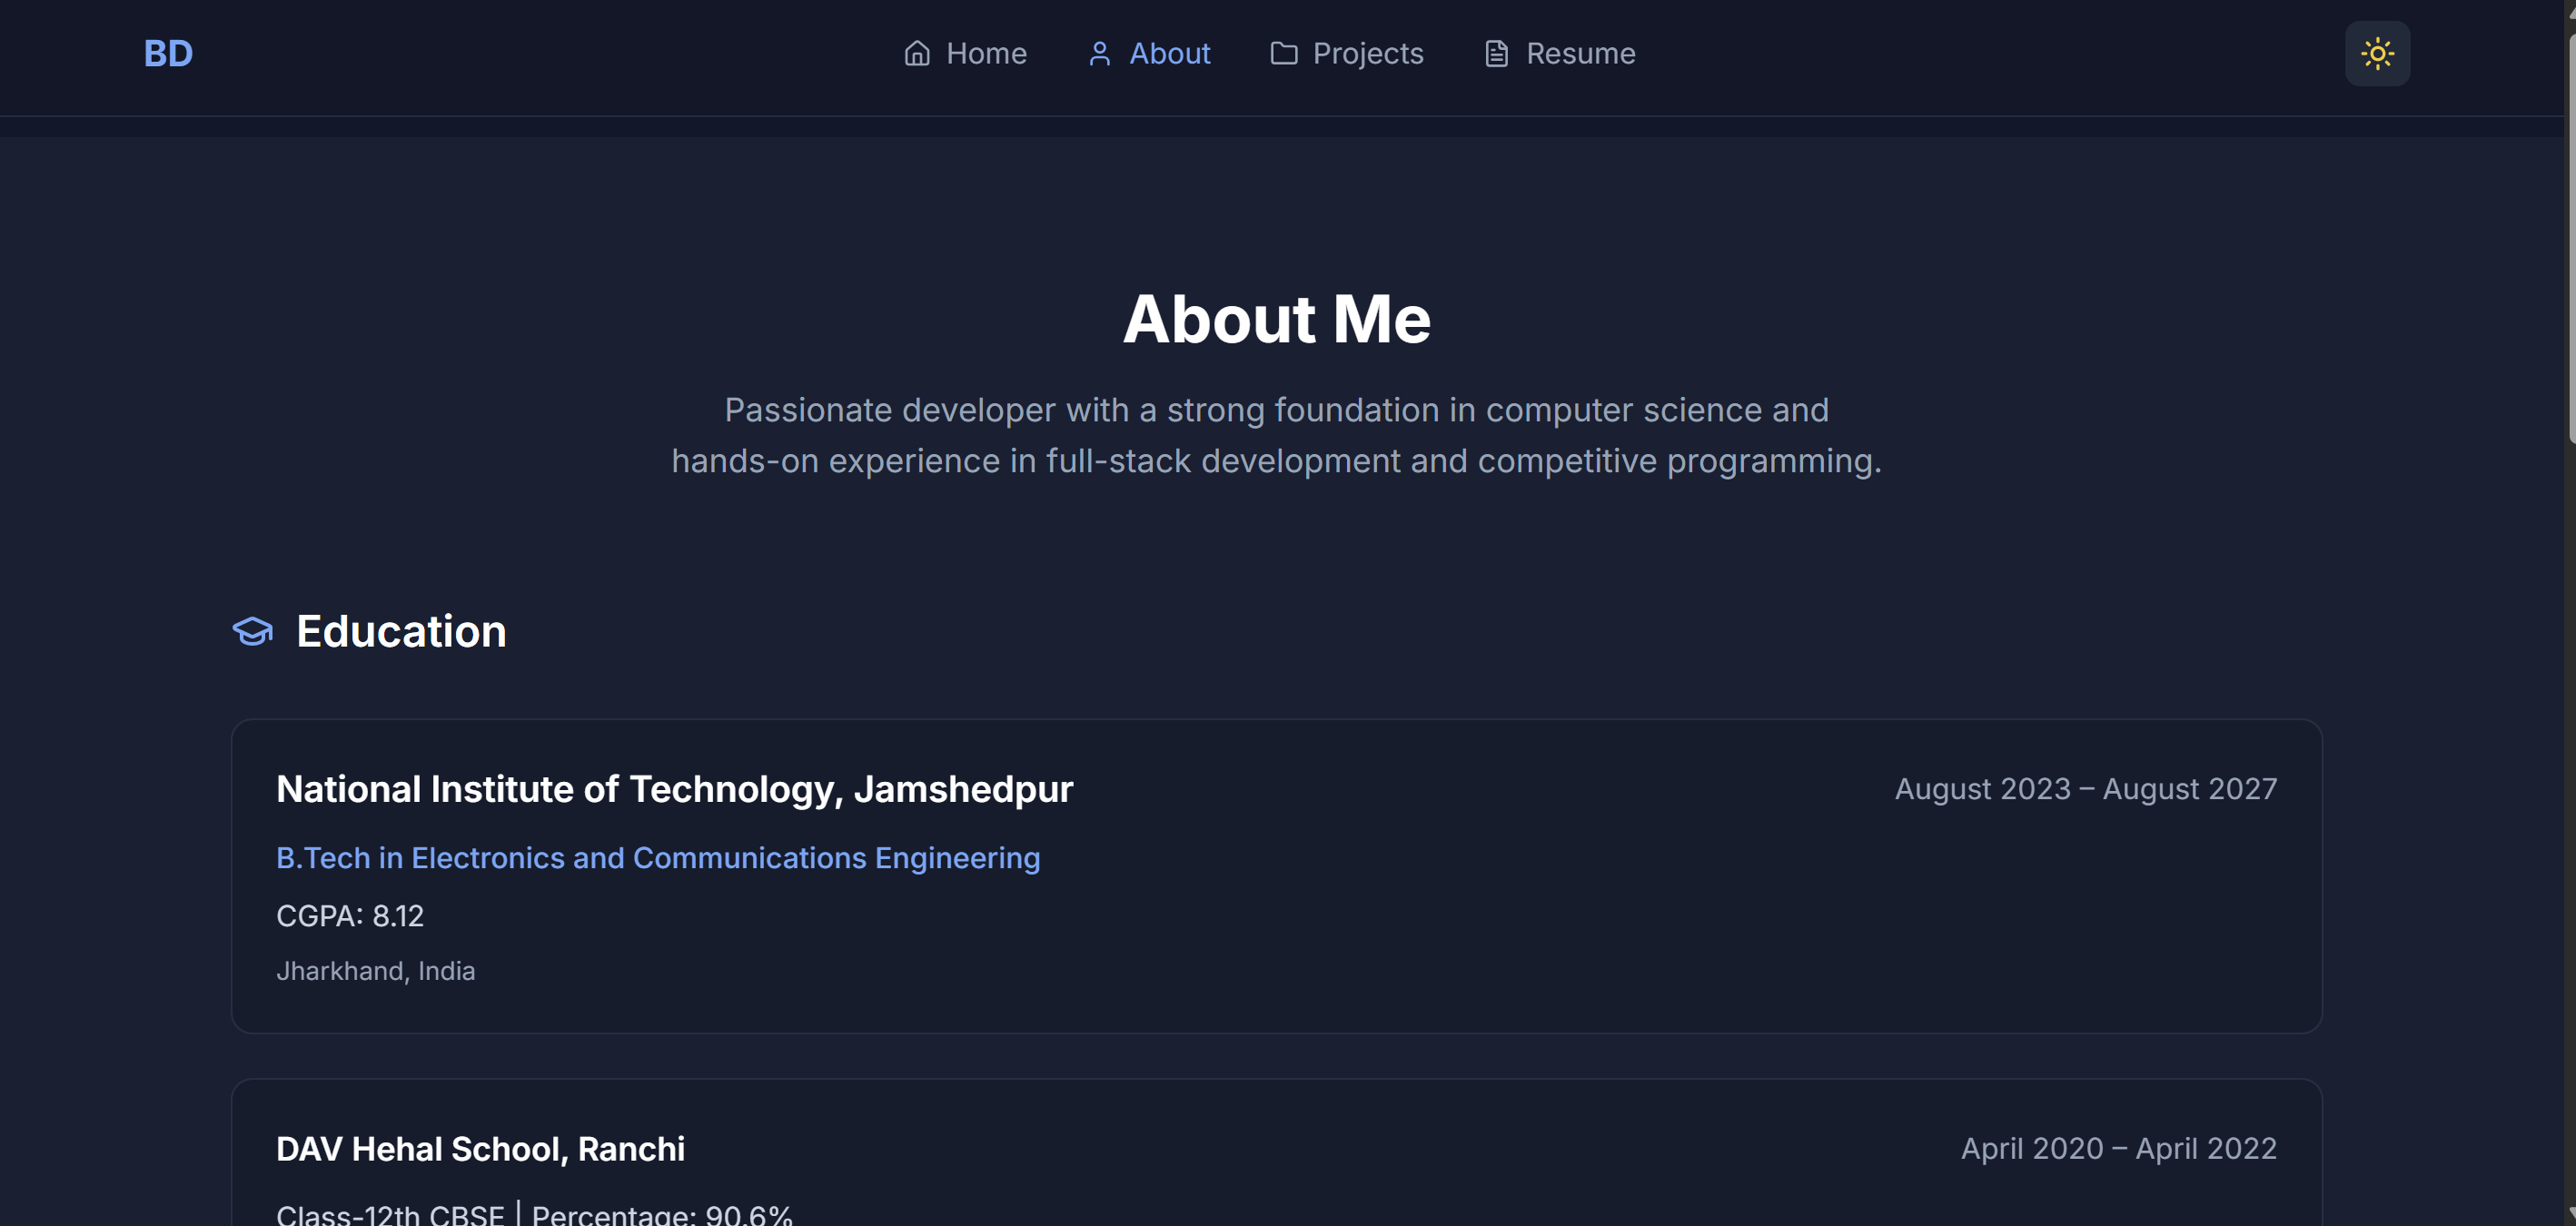 BD
Home
About
Projects
Resume
About Me
Passionate developer with a strong foundation in computer science and
hands-on experience in full-stack development and competitive programming.
Education
National Institute of Technology, Jamshedpur
August 2023 – August 2027
B.Tech in Electronics and Communications Engineering
CGPA: 8.12
Jharkhand, India
DAV Hehal School, Ranchi
April 2020 – April 2022
Class-12th CBSE | Percentage: 90.6%